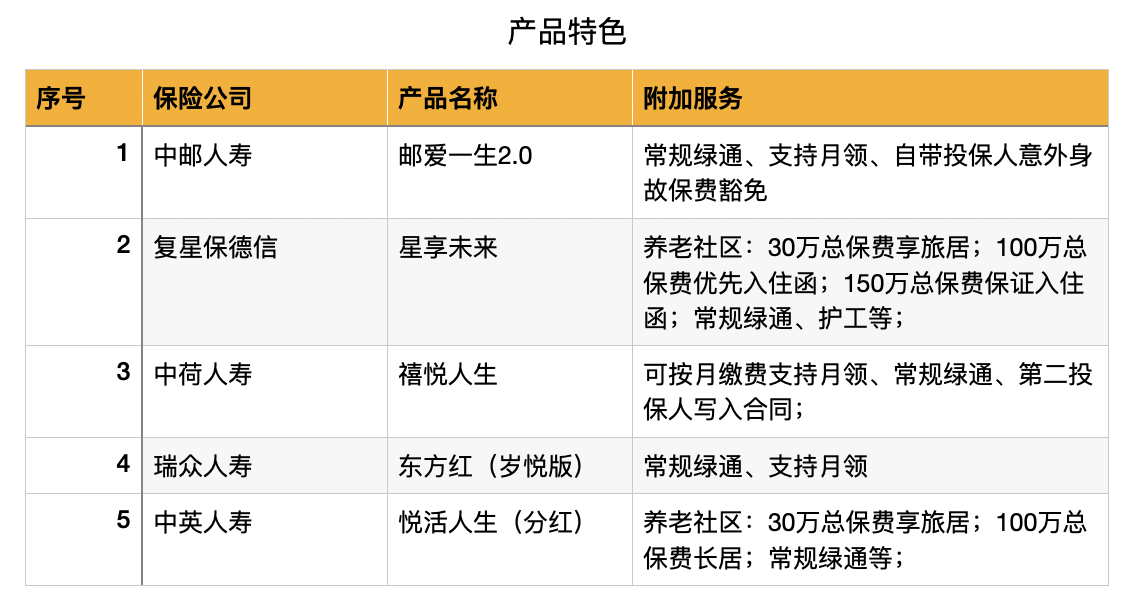 产品特色
序号 保险公司 产品名称 附加服务
1 中邮人寿 邮爱一生2.0 常规绿通、支持月领、自带投保人意外身
故保费豁免
2 复星保德信 星享未来 养老社区：30万总保费享旅居；100万总
保费优先入住函；150万总保费保证入住
函；常规绿通、护工等；
3 中荷人寿 禧悦人生 可按月缴费支持月领、常规绿通、第二投
保人写入合同；
4 瑞众人寿 东方红（岁悦版） 常规绿通、支持月领
5 中英人寿 悦活人生（分红） 养老社区：30万总保费享旅居；100万总
保费长居；常规绿通等；